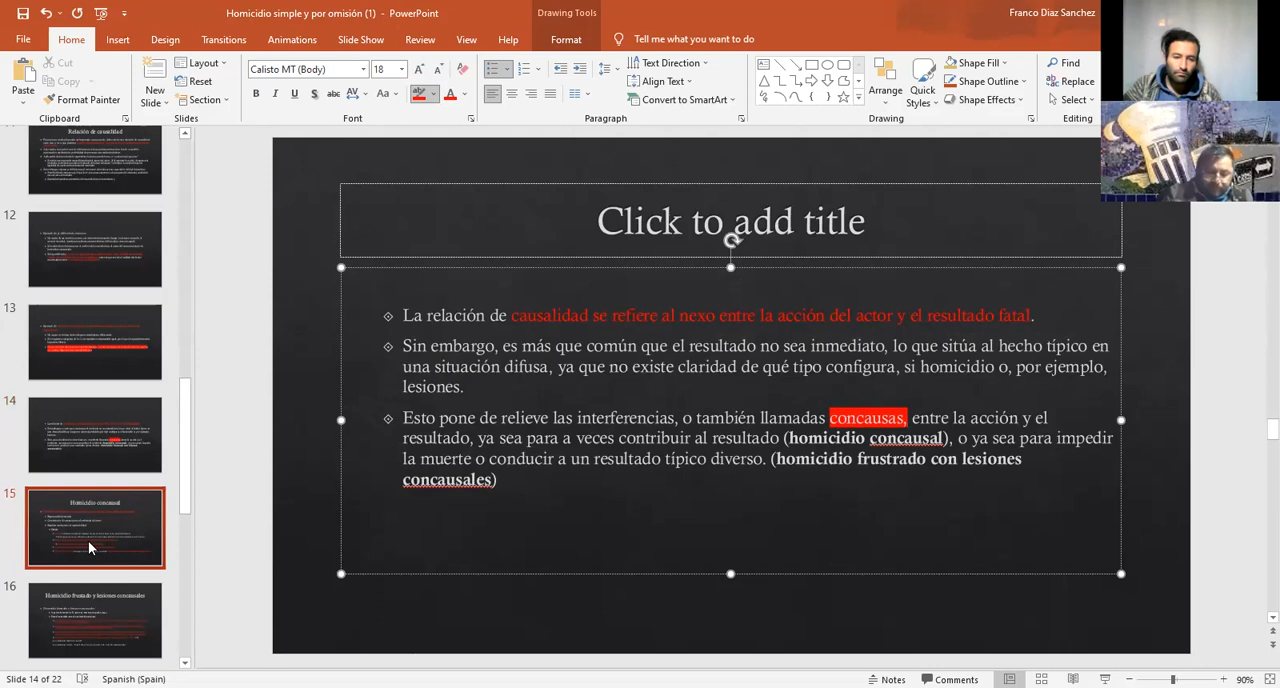 Homicidio simple y por omisión (1) - PowerPoint
Drawing Tools
Franco Diaz Sanchez
File
Home
Insert
Design
Transitions
Animations
Slide Show
Review
View
Help
Format
Tell me what you want to do
Paste
Cut
Copy
Format Painter
Clipboard
New
Slide
Layout
Reset
Section
Slides
Calisto MT (Body)
18
Font
Text Direction
Align Text
Convert to SmartArt
Paragraph
Arrange
Quick
Styles
Shape Fill
Shape Outline
Shape Effects
Drawing
Find
Replace
Select
Editing
Relación de causalidad
12
13
14
15
Homicidio concausal
16
Homicidio frustado y lesiones concausales
Click to add title
La relación de causalidad se refiere al nexo entre la acción del actor y el resultado fatal.
Sin embargo, es más que común que el resultado no sea inmediato, lo que sitúa al hecho típico en
una situación difusa, ya que no existe claridad de qué tipo configura, si homicidio o, por ejemplo,
lesiones.
Esto pone de relieve las interferencias, o también llamadas concausas, entre la acción y el
resultado, ya sea para a veces contribuir al resultado (homicidio concausal), o ya sea para impedir
la muerte o conducir a un resultado típico diverso. (homicidio frustrado con lesiones
concausales)
Slide 14 of 22
Spanish (Spain)
Notes
Comments
90%